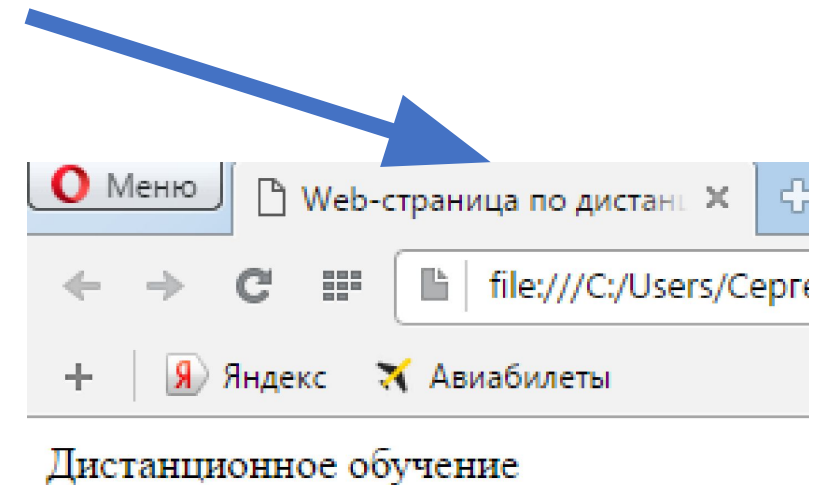 Меню Web-страница по дистан
file:///C:/Users/Серге
Я Яндекс Авиабилеты
Дистанционное обучение